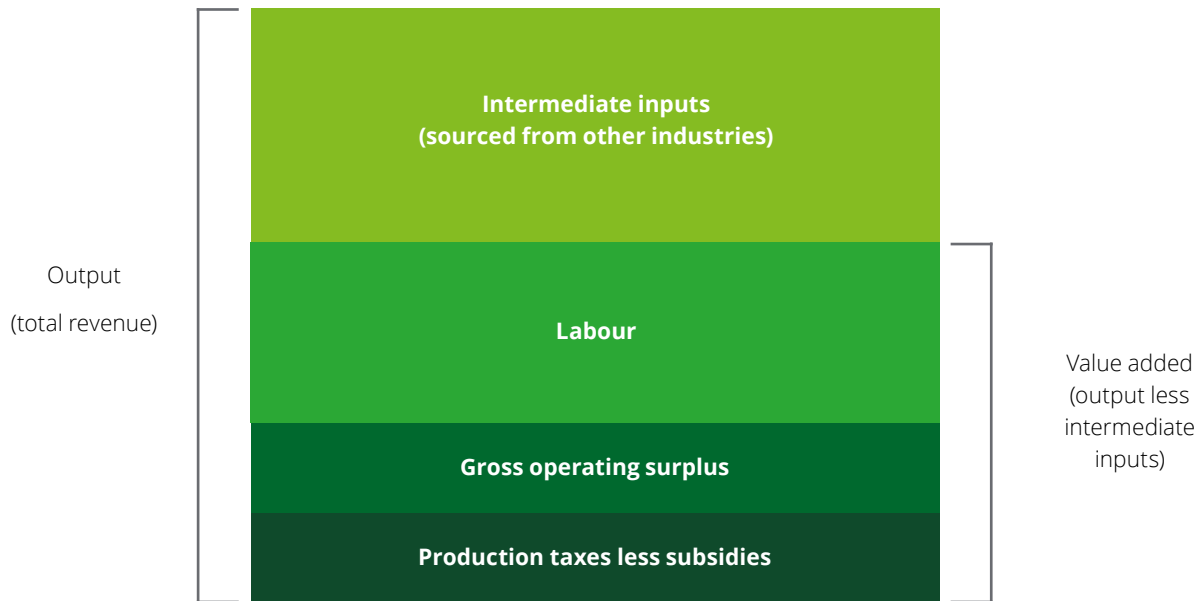 Intermediate inputs
(sourced from other industries)
Output
(total revenue)
Labour
Value added
(output less
intermediate
inputs)
Gross operating surplus
Production taxes less subsidies